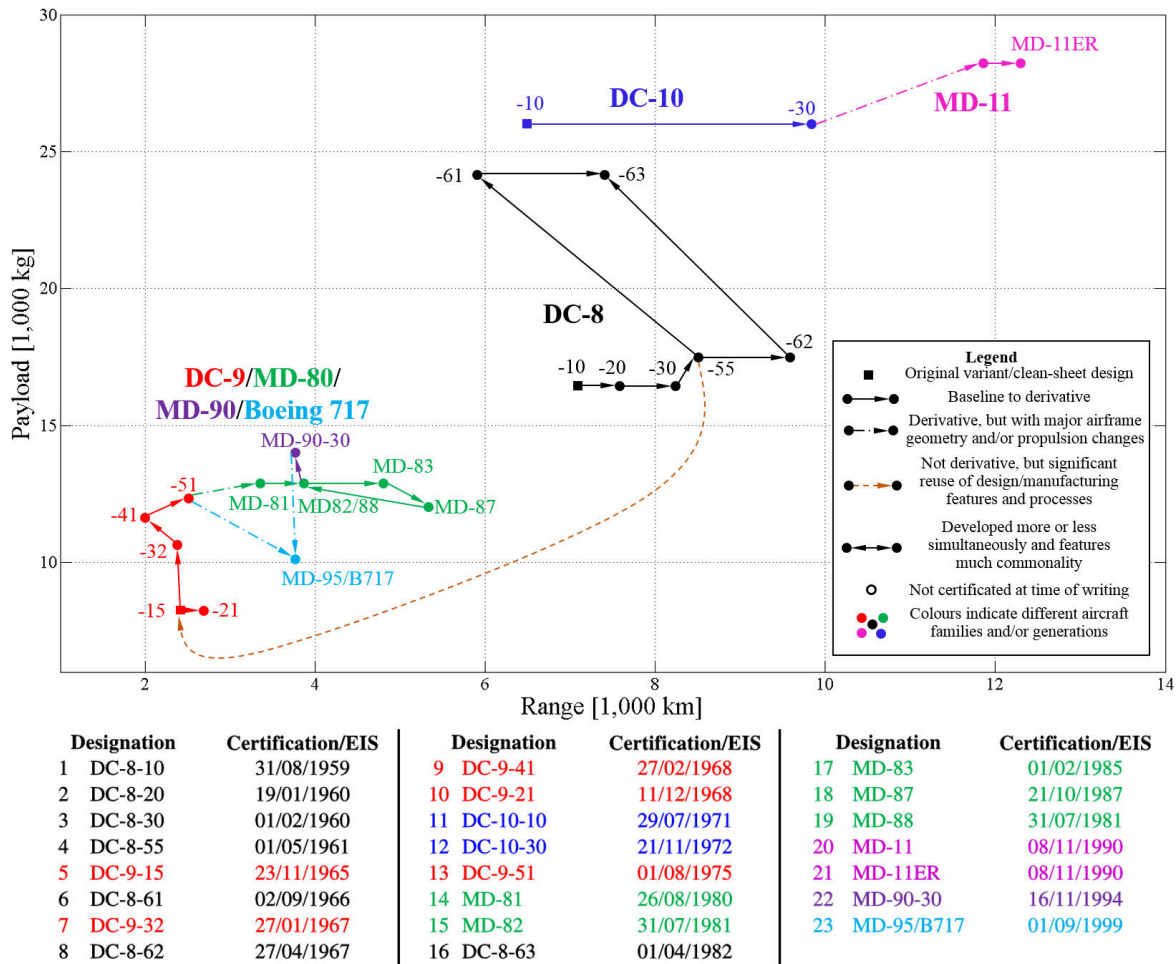 30
25
20
15
10
Payload [1,000 kg]
2
4
6
8
10
12
14
Range [1,000 km]
MD-11ER
DC-10
MD-11
-10
-30
-61
-63
DC-8
-62
-10
-20
-30
-55
DC-9/MD-80/
MD-90/Boeing 717
MD-90-30
MD-83
-51
MD-81
MD82/88
MD-87
-41
-32
MD-95/B717
-15
-21
Legend
Original variant/clean-sheet design
Baseline to derivative
Derivative, but with major airframe
geometry and/or propulsion changes
Not derivative, but significant
reuse of design/manufacturing
features and processes
Developed more or less
simultaneously and features
much commonality
Not certificated at time of writing
Colours indicate different aircraft
families and/or generations
Designation Certification/EIS
1 DC-8-10 31/08/1959
2 DC-8-20 19/01/1960
3 DC-8-30 01/02/1960
4 DC-8-55 01/05/1961
5 DC-9-15 23/11/1965
6 DC-8-61 02/09/1966
7 DC-9-32 27/01/1967
8 DC-8-62 27/04/1967
Designation Certification/EIS
9 DC-9-41 27/02/1968
10 DC-9-21 11/12/1968
11 DC-10-10 29/07/1971
12 DC-10-30 21/11/1972
13 DC-9-51 01/08/1975
14 MD-81 26/08/1980
15 MD-82 31/07/1981
16 DC-8-63 01/04/1982
Designation Certification/EIS
17 MD-83 01/02/1985
18 MD-87 21/10/1987
19 MD-88 31/07/1981
20 MD-11 08/11/1990
21 MD-11ER 08/11/1990
22 MD-90-30 16/11/1994
23 MD-95/B717 01/09/1999